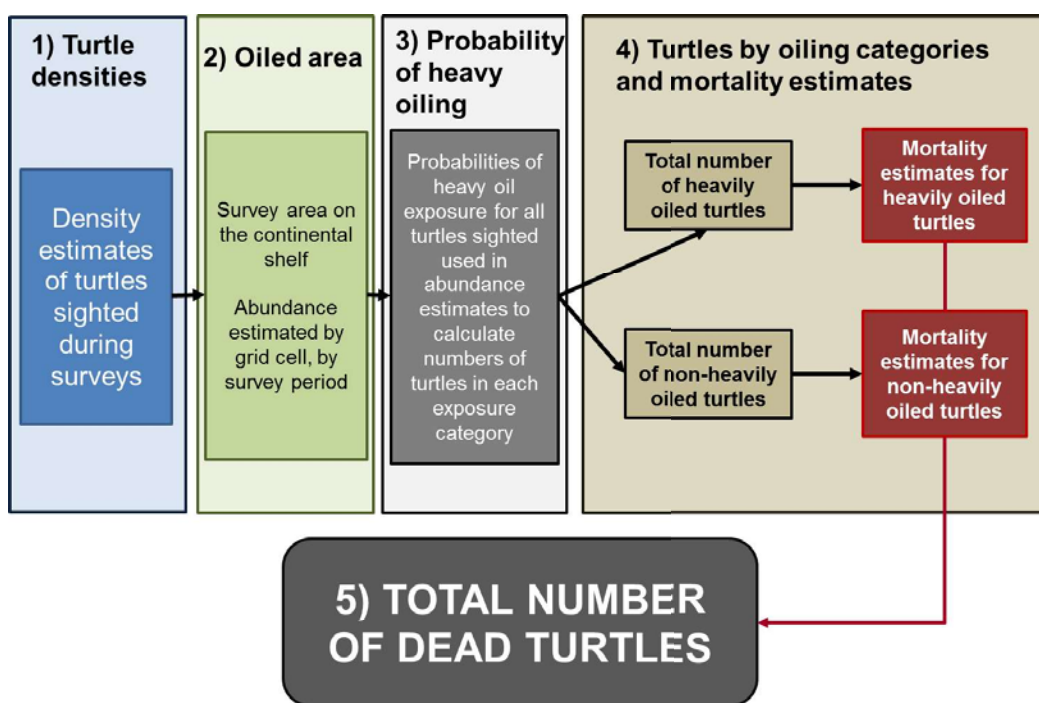 1) Turtle
densities
Density
estimates
of turtles
sighted
during
surveys
2) Oiled area
Survey area on
the continental
shelf
Abundance
estimated by
grid cell, by
survey period
3) Probability
of heavy
oiling
Probabilities of
heavy oil
exposure for all
turtles sighted
used in
abundance
estimates to
calculate
numbers of
turtles in each
exposure
category
4) Turtles by oiling categories
and mortality estimates
Total number
of heavily
oiled turtles
Mortality
estimates for
heavily oiled
turtles
Total number
of non-heavily
oiled turtles
Mortality
estimates for
non-heavily
oiled turtles
5) TOTAL NUMBER
OF DEAD TURTLES